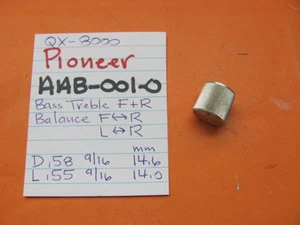 QX-8000
Pioneer
AAB-001-0
Bass Treble F+R
Balance F↔R
L↔R
mm
D.58 9/16 14.6
L.55 9/16 14.0